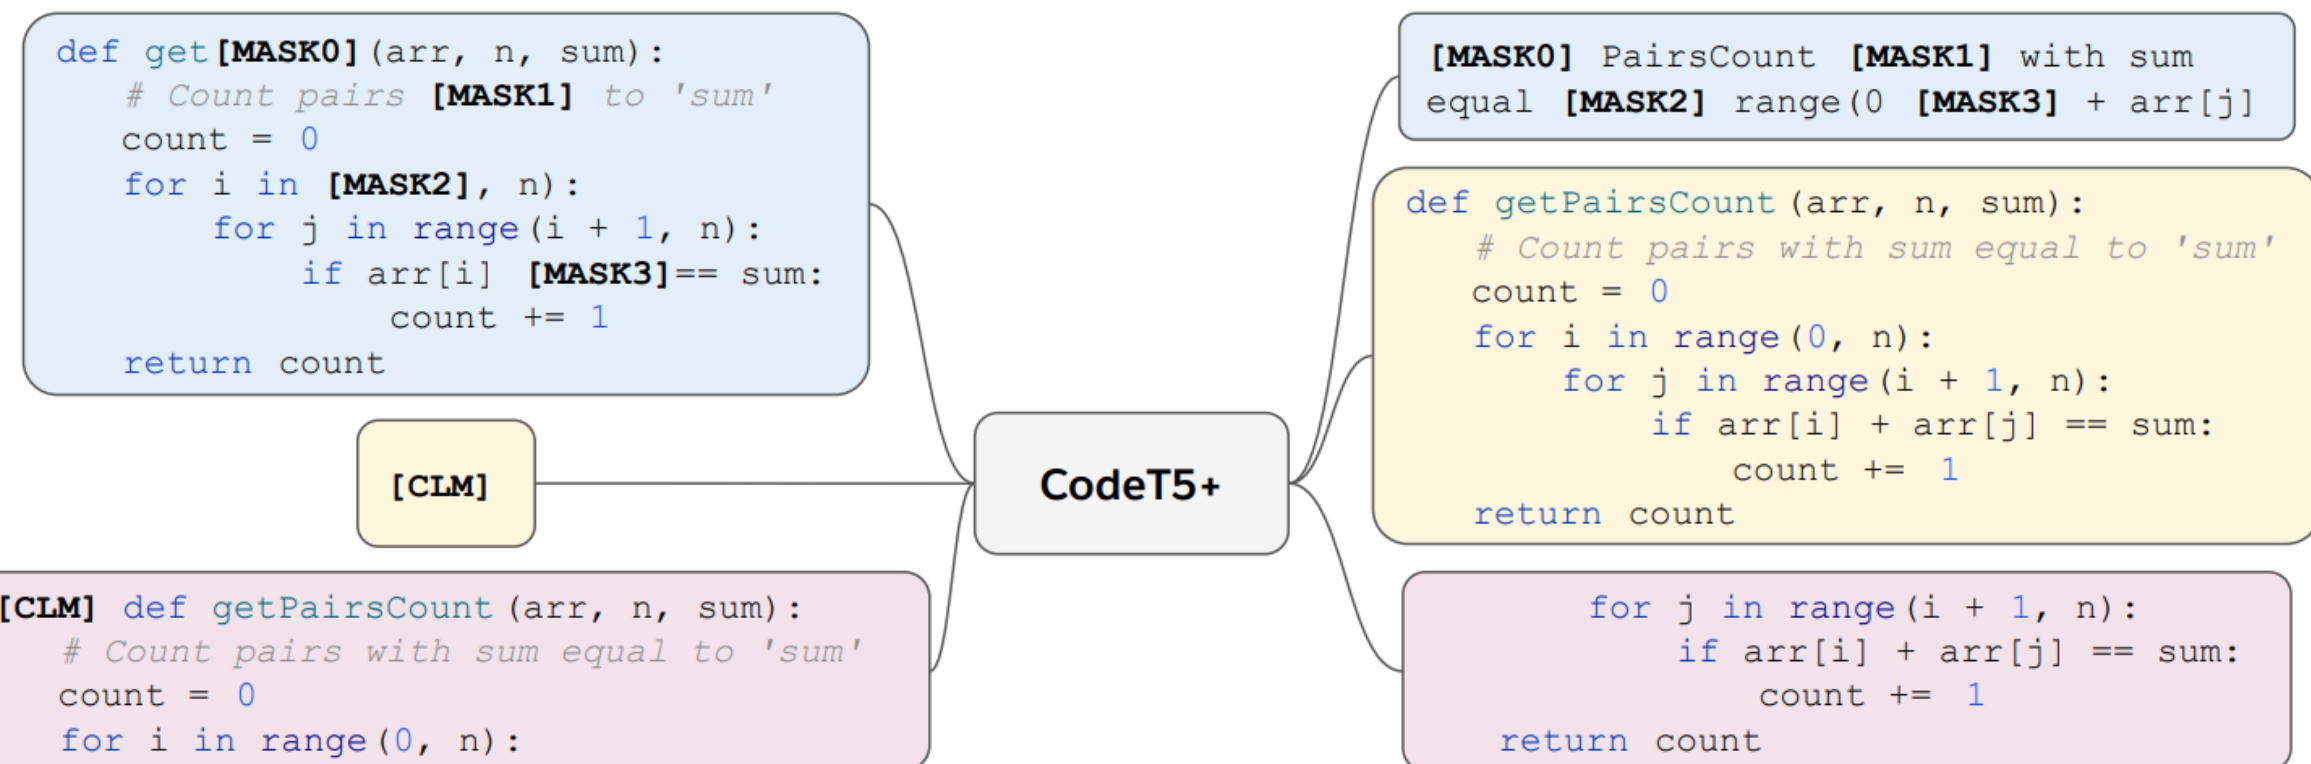 def get[MASK0](arr, n, sum):
# Count pairs [MASK1] to 'sum'
count = 0
for i in [MASK2], n):
for j in range(i + 1, n):
if arr[i] [MASK3]== sum:
count += 1
return count
[CLM]
[CLM] def getPairsCount(arr, n, sum):
# Count pairs with sum equal to 'sum'
count = 0
for i in range(0, n):
CodeT5+
[MASK0] PairsCount [MASK1] with sum
equal [MASK2] range(0 [MASK3] + arr[j]
def getPairsCount(arr, n, sum):
# Count pairs with sum equal to 'sum'
count = 0
for i in range(0, n):
for j in range(i + 1, n):
if arr[i] + arr[j] == sum:
count += 1
return count
for j in range(i + 1, n):
if arr[i] + arr[j] == sum:
count += 1
return count